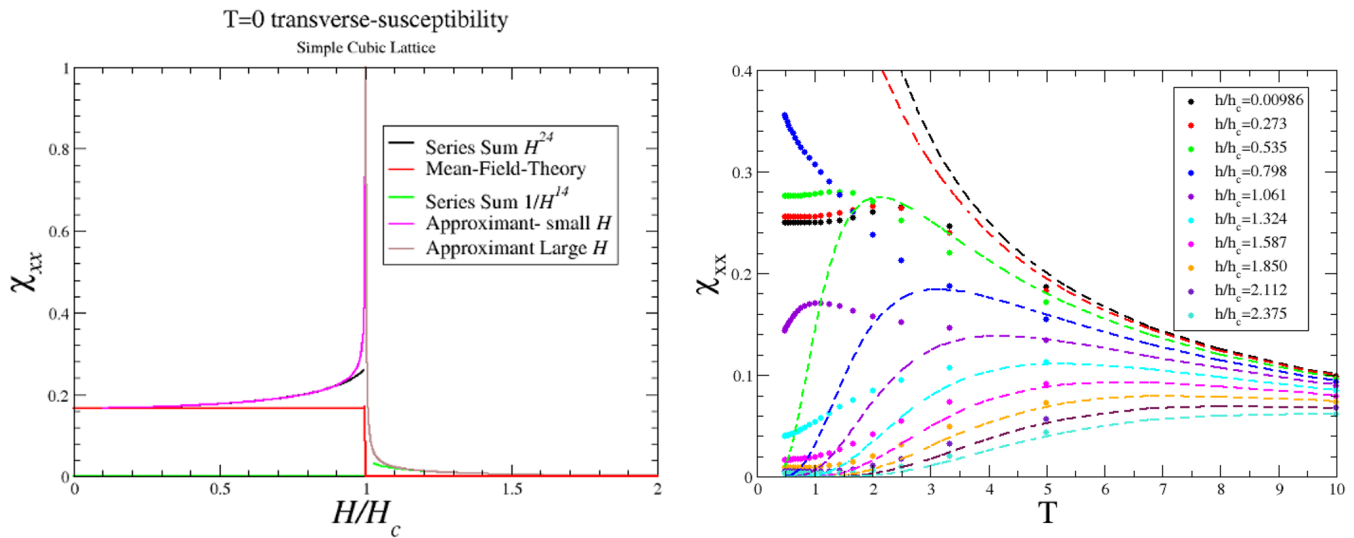 T=0 transverse-susceptibility
Simple Cubic Lattice
1
0.8
0.6
0.4
0.2
0
χxx
Series Sum H^24
Mean-Field-Theory
Series Sum 1/H^14
Approximant- small H
Approximant Large H
0 0.5 1 1.5 2
H/Hc
0.4
0.3
0.2
0.1
0
χxx
h/hc=0.00986
h/hc=0.273
h/hc=0.535
h/hc=0.798
h/hc=1.061
h/hc=1.324
h/hc=1.587
h/hc=1.850
h/hc=2.112
h/hc=2.375
0 1 2 3 4 5 6 7 8 9 10
T